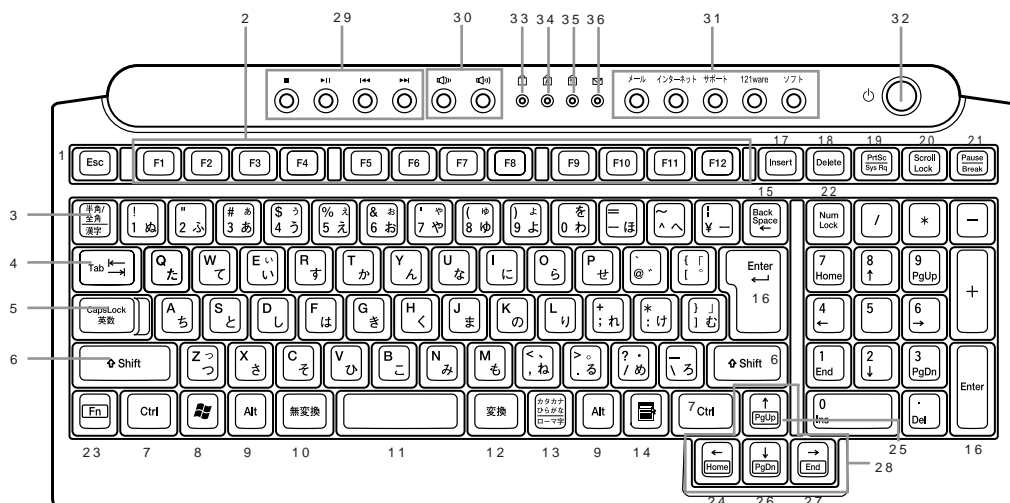 2 29 30 33 34 35 36 31 32
メール インターネット サポート 121ware ソフト
17 18 19 20 21
1 Esc F1 F2 F3 F4 F5 F6 F7 F8 F9 F10 F11 F12 Insert Delete PrtSc Scroll Pause
Sys Rq Lock Break
15 22
3 半角/ ! " # ぁ $ ぅ % ぇ & ぉ ' ゃ ( ゅ ) ょ を = ~ ¦ Back Num / * −
全角 1 ぬ 2 ふ 3 あ 4 う 5 え 6 お 7 や 8 ゆ 9 よ 0 わ − ほ ^ へ ¥ ー Space Lock
漢字 ←
4 Tab Q た W て E ぃ い R す T か Y ん U な I に O ら P せ ` @ ゛ { 「 [ ゜ Enter 7 8 9
16 Home ↑ PgUp +
5 CapsLock A ち S と D し F は G き H く J ま K の L り + ; れ * : け } 」 ] む 4 5 6
英数 ← →
6 ⇧ Shift Z っ つ X さ C そ V ひ B こ N み M も < 、 , ね > 。 . る ? ・ / め _ \ ろ ⇧ Shift 6 1 2 3
End ↓ PgDn Enter
Fn Ctrl Alt 無変換 変換 カタカナ Alt 7 Ctrl ↑ 0 .
ひらがな PgUp Ins Del
ローマ字
23 7 8 9 10 11 12 13 9 14 25 16
← ↓ → 28
Home PgDn End
24 26 27